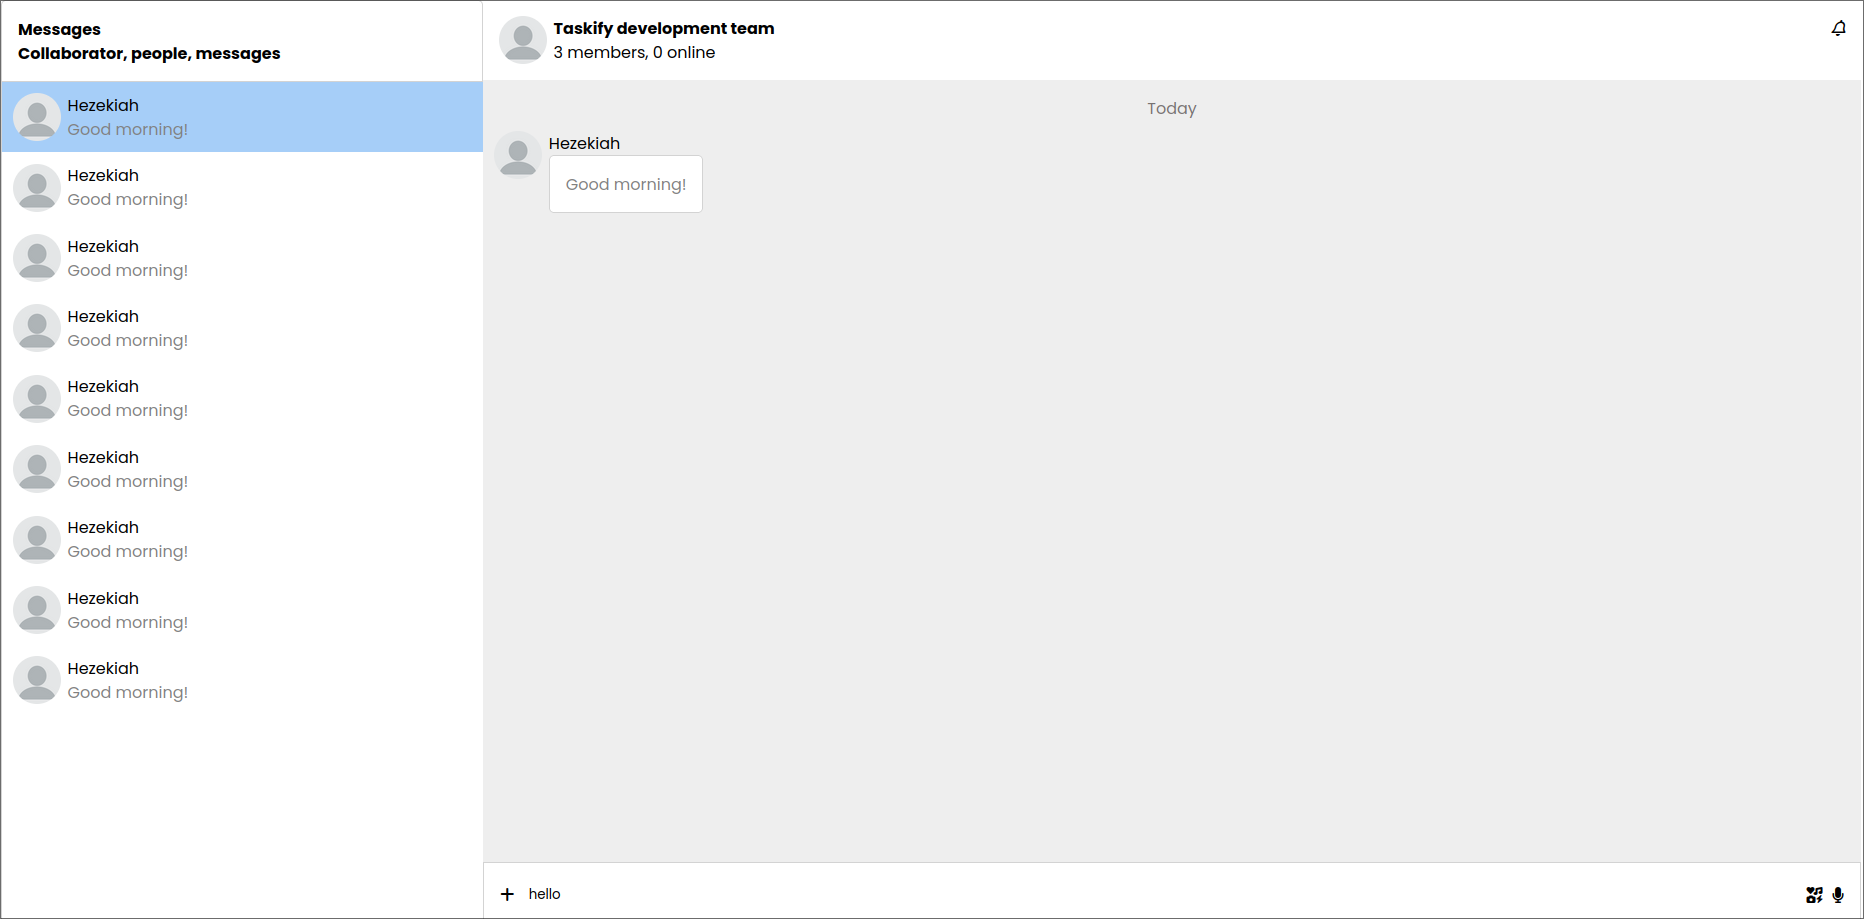 Messages
Collaborator, people, messages
Hezekiah
Good morning!
Hezekiah
Good morning!
Hezekiah
Good morning!
Hezekiah
Good morning!
Hezekiah
Good morning!
Hezekiah
Good morning!
Hezekiah
Good morning!
Hezekiah
Good morning!
Hezekiah
Good morning!
Taskify development team
3 members, 0 online
Today
Hezekiah
Good morning!
hello